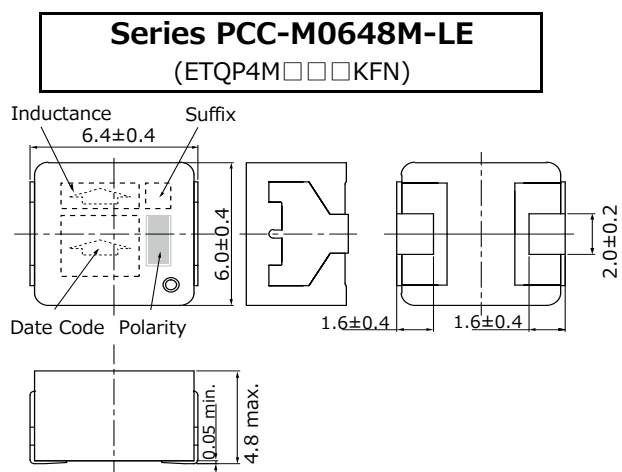 Series PCC-M0648M-LE
(ETQP4M□□□KFN)
Inductance
Suffix
6.4±0.4
6.0±0.4
2.0±0.2
Date Code
Polarity
1.6±0.4
1.6±0.4
0.05 min.
4.8 max.